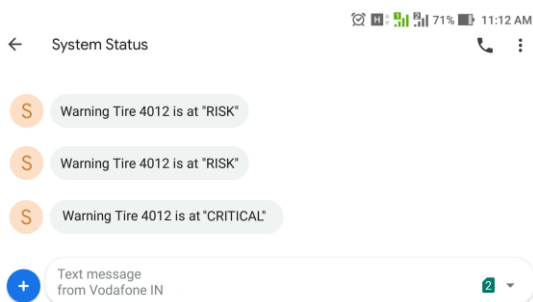 71% 11:12 AM
System Status
S Warning Tire 4012 is at "RISK"
S Warning Tire 4012 is at "RISK"
S Warning Tire 4012 is at "CRITICAL"
Text message
from Vodafone IN
2